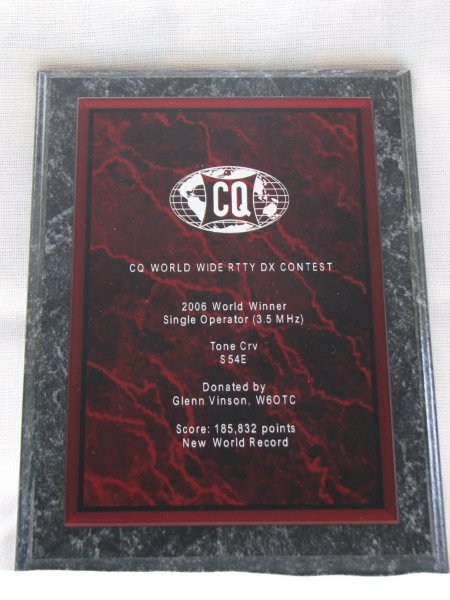 CQ
CQ WORLD WIDE RTTY DX CONTEST
2006 World Winner
Single Operator (3.5 MHz)
Tone Crv
S54E
Donated by
Glenn Vinson, W6OTC
Score: 185,832 points
New World Record